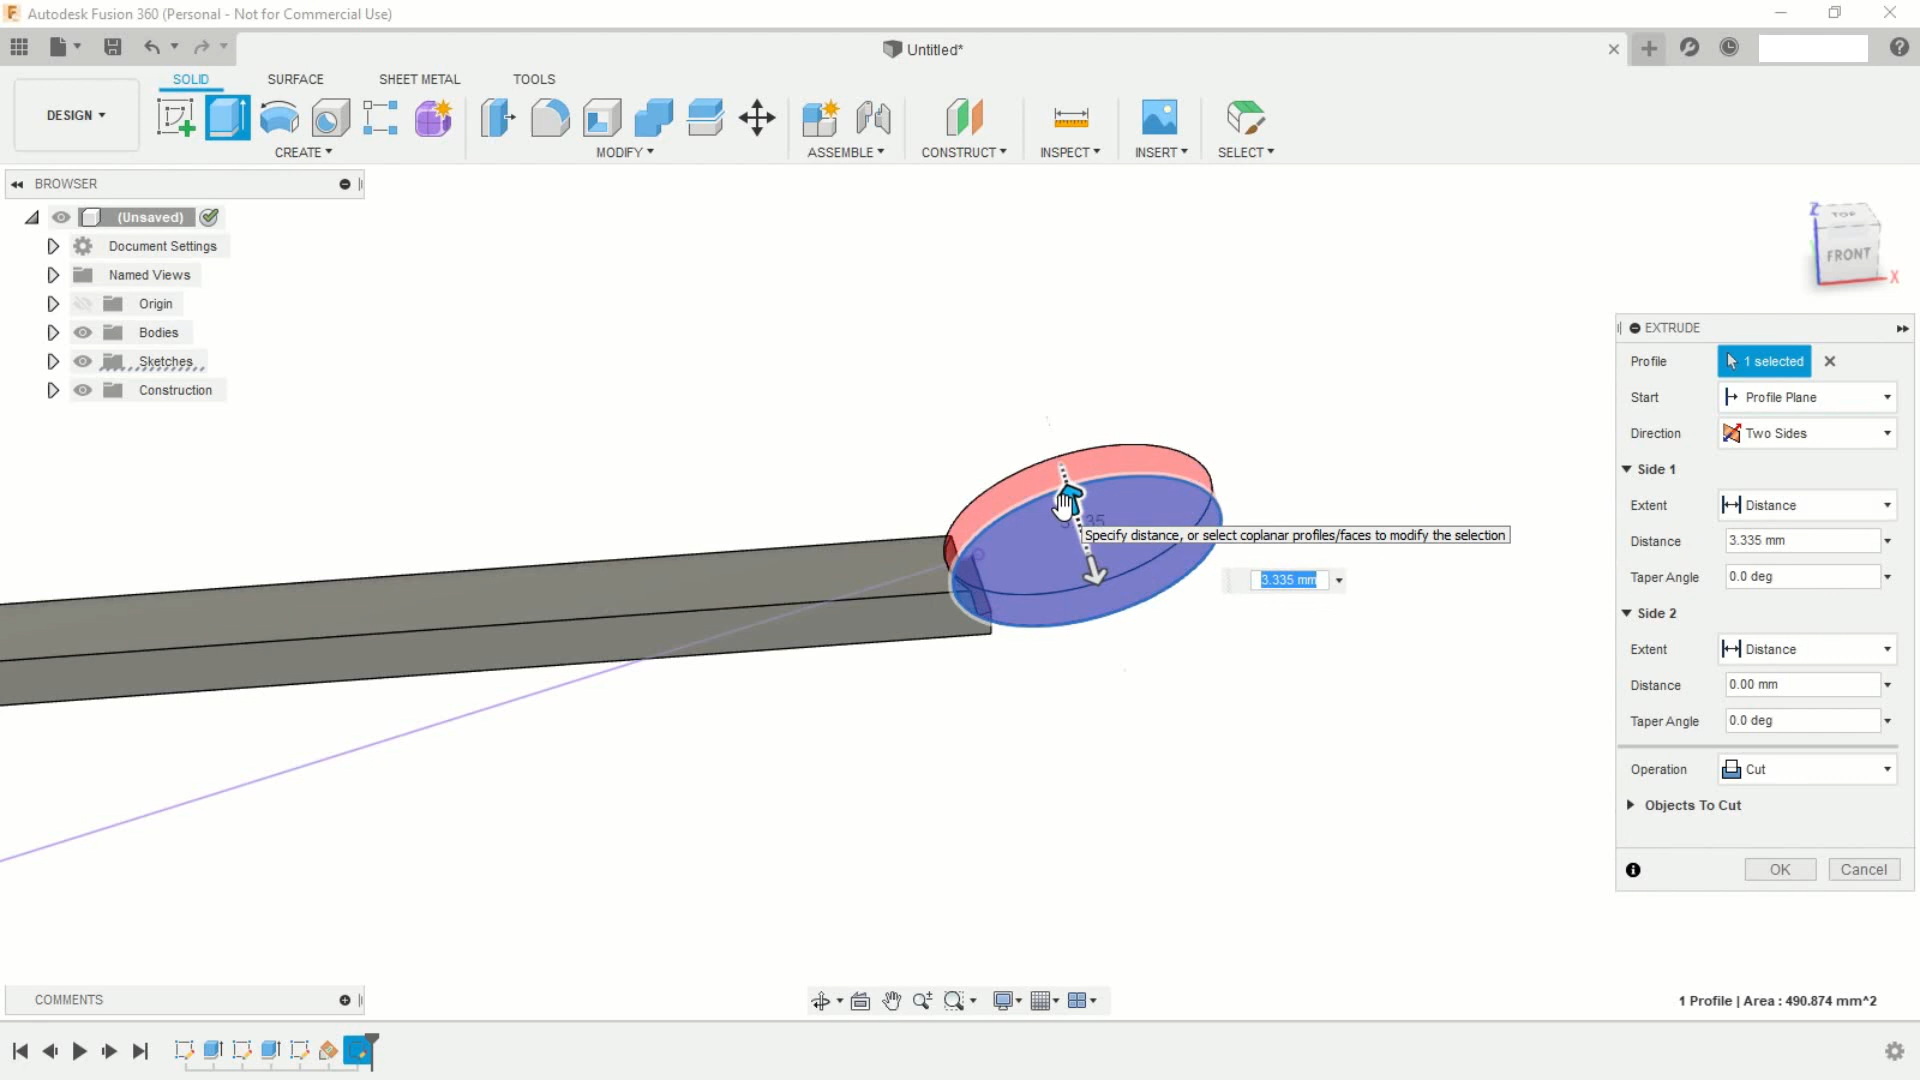 Autodesk Fusion 360 (Personal - Not for Commercial Use)
Untitled*
SOLID
SURFACE
SHEET METAL
TOOLS
DESIGN
CREATE
MODIFY
ASSEMBLE
CONSTRUCT
INSPECT
INSERT
SELECT
BROWSER
(Unsaved)
Document Settings
Named Views
Origin
Bodies
Sketches
Construction
Z
TOP
FRONT
X
Specify distance, or select coplanar profiles/faces to modify the selection
3.335 mm
EXTRUDE
Profile 1 selected
Start Profile Plane
Direction Two Sides
Side 1
Extent Distance
Distance 3.335 mm
Taper Angle 0.0 deg
Side 2
Extent Distance
Distance 0.00 mm
Taper Angle 0.0 deg
Operation Cut
Objects To Cut
OK Cancel
COMMENTS
1 Profile | Area : 490.874 mm^2